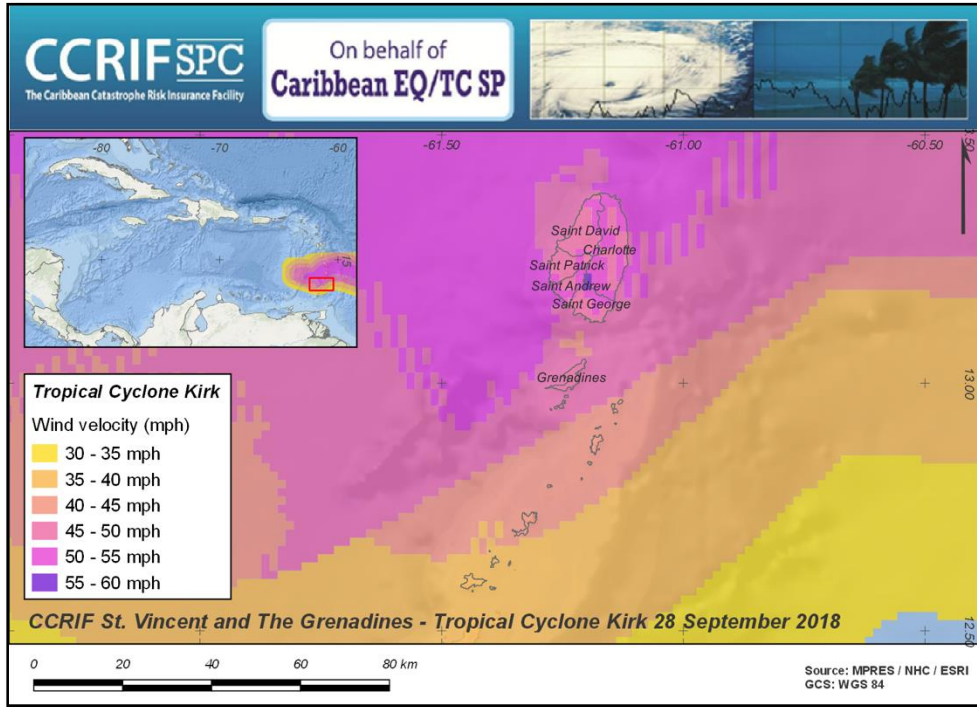 CCRIF SPC
The Caribbean Catastrophe Risk Insurance Facility
On behalf of
Caribbean EQ/TC SP
-80
-70
-60
15
-61.50
-61.00
-60.50
13.50
Saint David
Charlotte
Saint Patrick
Saint Andrew
Saint George
Grenadines
13.00
Tropical Cyclone Kirk
Wind velocity (mph)
30 - 35 mph
35 - 40 mph
40 - 45 mph
45 - 50 mph
50 - 55 mph
55 - 60 mph
CCRIF St. Vincent and The Grenadines - Tropical Cyclone Kirk 28 September 2018
12.50
0 20 40 60 80 km
Source: MPRES / NHC / ESRI
GCS: WGS 84